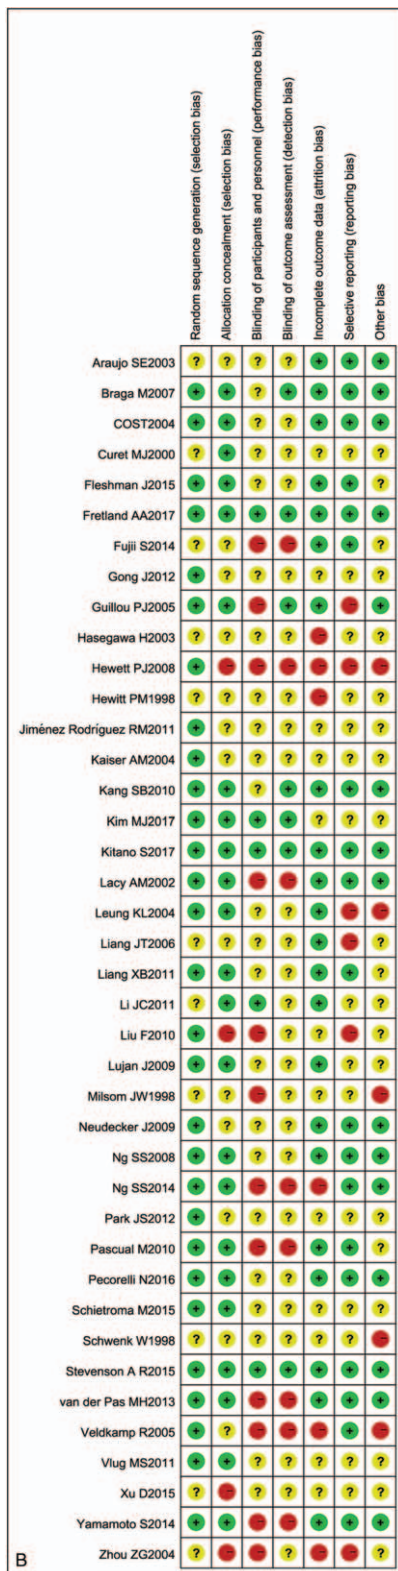 Random sequence generation (selection bias)
Allocation concealment (selection bias)
Blinding of participants and personnel (performance bias)
Blinding of outcome assessment (detection bias)
Incomplete outcome data (attrition bias)
Selective reporting (reporting bias)
Other bias
Araujo SE2003 ? ? ? ? + + +
Braga M2007 + + ? + + + +
COST2004 + + ? ? + + +
Curet MJ2000 ? + ? ? ? ? ?
Fleshman J2015 + + ? ? + + ?
Fretland AA2017 + + + + + + +
Fujii S2014 ? ? - - + + ?
Gong J2012 + ? ? ? ? ? ?
Guillou PJ2005 + + - + + - +
Hasegawa H2003 ? ? ? ? - ? ?
Hewett PJ2008 + - - - - - -
Hewitt PM1998 ? ? ? ? - ? ?
Jiménez Rodríguez RM2011 + ? ? ? ? ? ?
Kaiser AM2004 + ? ? ? ? ? ?
Kang SB2010 + + ? + + + +
Kim MJ2017 + + + + ? ? ?
Kitano S2017 + + + + + + +
Lacy AM2002 + + - - + + +
Leung KL2004 + + ? ? + - -
Liang JT2006 ? ? ? ? + - ?
Liang XB2011 + + ? ? + + ?
Li JC2011 ? + + ? + ? ?
Liu F2010 + - - ? ? - ?
Lujan J2009 + + ? ? + ? ?
Milsom JW1998 ? ? - ? ? ? -
Neudecker J2009 + ? ? ? + + +
Ng SS2008 + + ? ? + + +
Ng SS2014 + + - - - + +
Park JS2012 + ? ? ? ? ? ?
Pascual M2010 + + - - + + ?
Pecorelli N2016 + + ? ? + + +
Schietroma M2015 + + ? ? ? ? ?
Schwenk W1998 ? ? ? ? ? ? -
Stevenson A R2015 + + + + + + +
van der Pas MH2013 + + - - + + +
Veldkamp R2005 + ? - - - + -
Vlug MS2011 + + ? ? ? ? ?
Xu D2015 ? - ? ? ? ? ?
Yamamoto S2014 + + - - + + +
Zhou ZG2004 ? - - ? - - ?
B